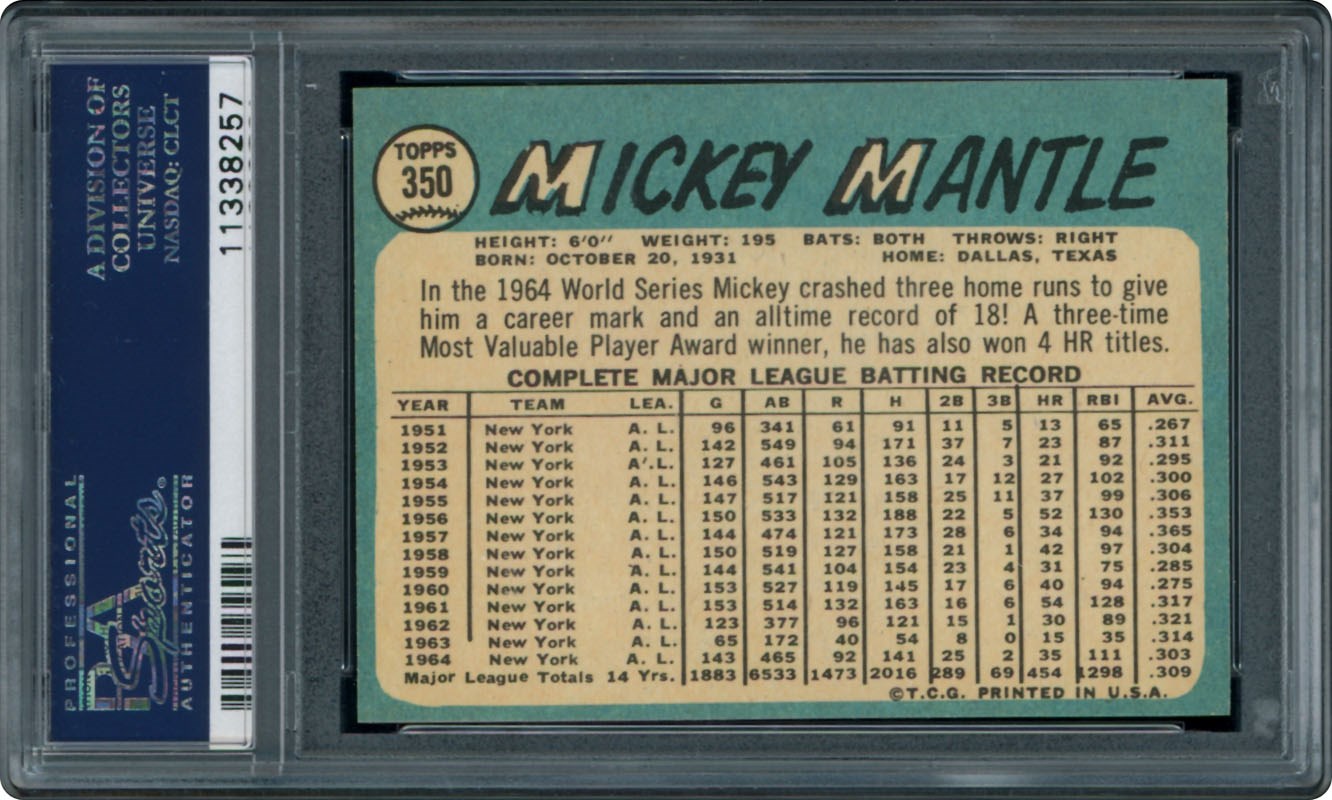 A DIVISION OF
COLLECTORS
UNIVERSE
NASDAQ: CLCT
11338257
PROFESSIONAL
PSA
Sports®
AUTHENTICATOR
TOPPS
350
MICKEY MANTLE
HEIGHT: 6'0'' WEIGHT: 195 BATS: BOTH THROWS: RIGHT
BORN: OCTOBER 20, 1931 HOME: DALLAS, TEXAS
In the 1964 World Series Mickey crashed three home runs to give
him a career mark and an alltime record of 18! A three-time
Most Valuable Player Award winner, he has also won 4 HR titles.
COMPLETE MAJOR LEAGUE BATTING RECORD
YEAR TEAM LEA. G AB R H 2B 3B HR RBI AVG.
1951 New York A. L. 96 341 61 91 11 5 13 65 .267
1952 New York A. L. 142 549 94 171 37 7 23 87 .311
1953 New York A'.L. 127 461 105 136 24 3 21 92 .295
1954 New York A. L. 146 543 129 163 17 12 27 102 .300
1955 New York A. L. 147 517 121 158 25 11 37 99 .306
1956 New York A. L. 150 533 132 188 22 5 52 130 .353
1957 New York A. L. 144 474 121 173 28 6 34 94 .365
1958 New York A. L. 150 519 127 158 21 1 42 97 .304
1959 New York A. L. 144 541 104 154 23 4 31 75 .285
1960 New York A. L. 153 527 119 145 17 6 40 94 .275
1961 New York A. L. 153 514 132 163 16 6 54 128 .317
1962 New York A. L. 123 377 96 121 15 1 30 89 .321
1963 New York A. L. 65 172 40 54 8 0 15 35 .314
1964 New York A. L. 143 465 92 141 25 2 35 111 .303
Major League Totals 14 Yrs. 1883 6533 1473 2016 289 69 454 1298 .309
©T.C.G. PRINTED IN U.S.A.